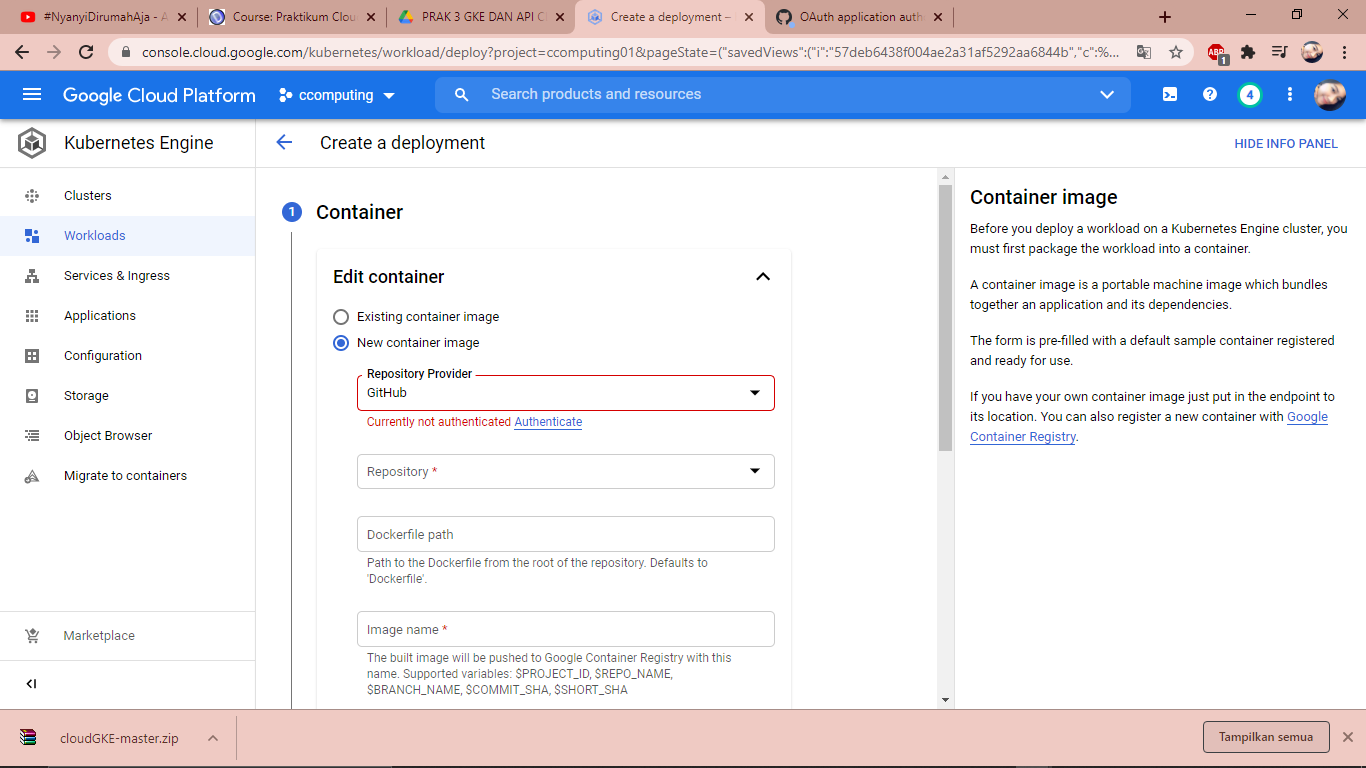 #NyanyiDirumahAja - A
Course: Praktikum Clou
PRAK 3 GKE DAN API C
Create a deployment –
OAuth application auth
console.cloud.google.com/kubernetes/workload/deploy?project=ccomputing01&pageState=("savedViews":("i":"57deb6438f004ae2a31af5292aa6844b","c":%...
ABP
1
Google Cloud Platform
ccomputing
Search products and resources
4
Kubernetes Engine
Create a deployment
HIDE INFO PANEL
Clusters
Workloads
Services & Ingress
Applications
Configuration
Storage
Object Browser
Migrate to containers
Marketplace
1
Container
Edit container
Existing container image
New container image
Repository Provider
GitHub
Currently not authenticated Authenticate
Repository *
Dockerfile path
Path to the Dockerfile from the root of the repository. Defaults to
'Dockerfile'.
Image name *
The built image will be pushed to Google Container Registry with this
name. Supported variables: $PROJECT_ID, $REPO_NAME,
$BRANCH_NAME, $COMMIT_SHA, $SHORT_SHA
Container image
Before you deploy a workload on a Kubernetes Engine cluster, you
must first package the workload into a container.
A container image is a portable machine image which bundles
together an application and its dependencies.
The form is pre-filled with a default sample container registered
and ready for use.
If you have your own container image just put in the endpoint to
its location. You can also register a new container with Google
Container Registry.
cloudGKE-master.zip
Tampilkan semua